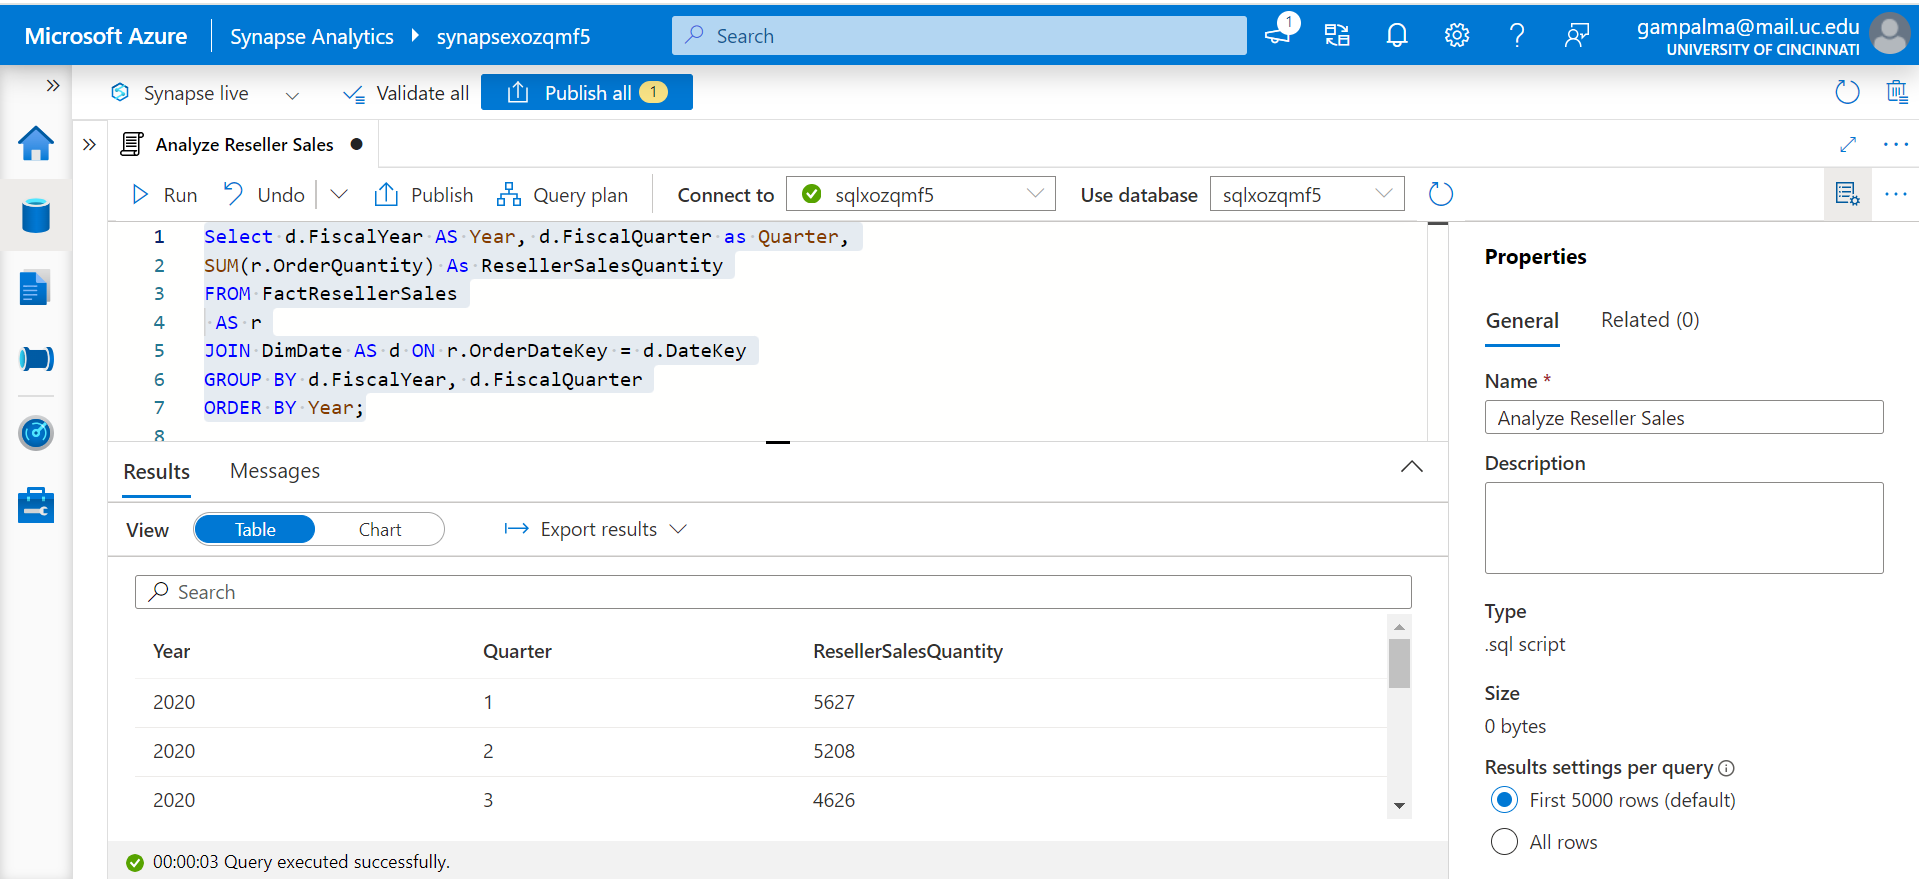 Microsoft Azure
Synapse Analytics
synapsexozqmf5
Search
1
gampalma@mail.uc.edu
UNIVERSITY OF CINCINNATI
Synapse live
Validate all
Publish all 1
Analyze Reseller Sales
Run
Undo
Publish
Query plan
Connect to
sqlxozqmf5
Use database
sqlxozqmf5
1 Select d.FiscalYear AS Year, d.FiscalQuarter as Quarter,
2 SUM(r.OrderQuantity) As ResellerSalesQuantity
3 FROM FactResellerSales
4 AS r
5 JOIN DimDate AS d ON r.OrderDateKey = d.DateKey
6 GROUP BY d.FiscalYear, d.FiscalQuarter
7 ORDER BY Year;
8
Results
Messages
View
Table
Chart
Export results
Search
Year Quarter ResellerSalesQuantity
2020 1 5627
2020 2 5208
2020 3 4626
00:00:03 Query executed successfully.
Properties
General
Related (0)
Name *
Analyze Reseller Sales
Description
Type
.sql script
Size
0 bytes
Results settings per query
First 5000 rows (default)
All rows